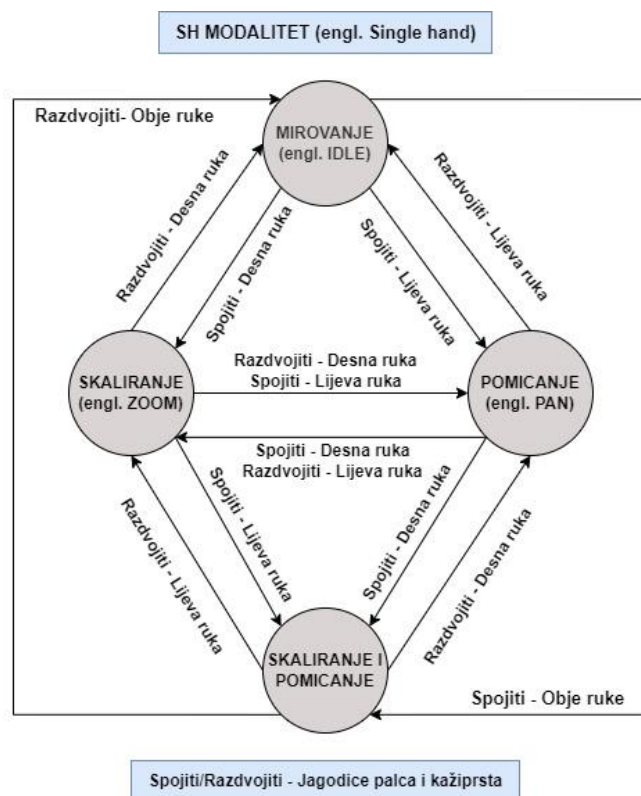 SH MODALITET (engl. Single hand)
Razdvojiti- Obje ruke
MIROVANJE
(engl. IDLE)
Razdvojiti - Desna ruka
Spojiti - Desna ruka
Spojiti - Lijeva ruka
Razdvojiti - Lijeva ruka
SKALIRANJE
(engl. ZOOM)
Razdvojiti - Desna ruka
Spojiti - Lijeva ruka
POMICANJE
(engl. PAN)
Spojiti - Desna ruka
Razdvojiti - Lijeva ruka
Razdvojiti - Lijeva ruka
Spojiti - Lijeva ruka
Spojiti - Desna ruka
Razdvojiti - Desna ruka
SKALIRANJE I
POMICANJE
Spojiti - Obje ruke
Spojiti/Razdvojiti - Jagodice palca i kažiprsta